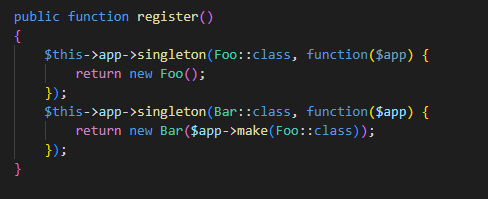 public function register()
{
    $this->app->singleton(Foo::class, function($app) {
        return new Foo();
    });
    $this->app->singleton(Bar::class, function($app) {
        return new Bar($app->make(Foo::class));
    });
}